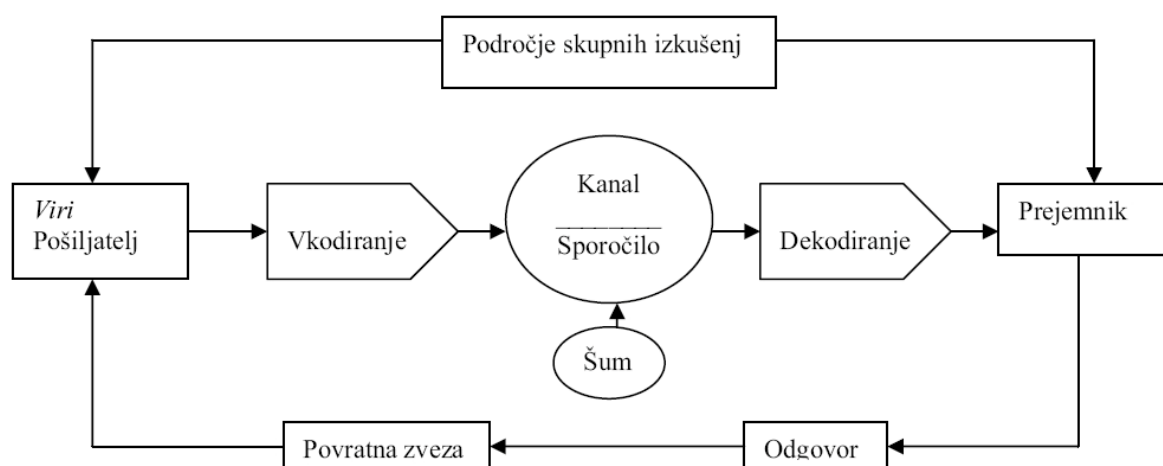 Področje skupnih izkušenj
Viri
Pošiljatelj
Vkodiranje
Kanal
Sporočilo
Dekodiranje
Prejemnik
Šum
Povratna zveza
Odgovor